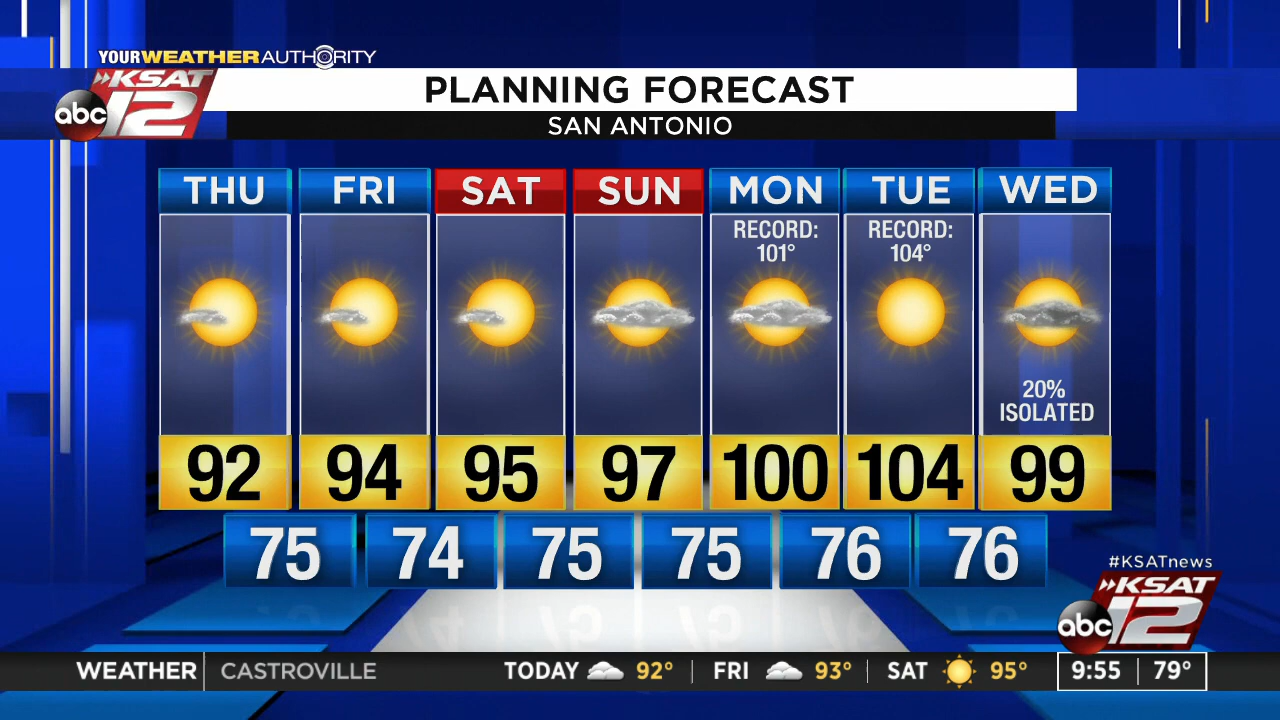 YOURWEATHERAUTHORITY
KSAT
abc 12
PLANNING FORECAST
SAN ANTONIO
THU FRI SAT SUN MON TUE WED
RECORD: RECORD:
101° 104°
20%
ISOLATED
92 94 95 97 100 104 99
75 74 75 75 76 76
#KSATnews
KSAT
abc 12
WEATHER CASTROVILLE TODAY 92° FRI 93° SAT 95° 9:55 79°